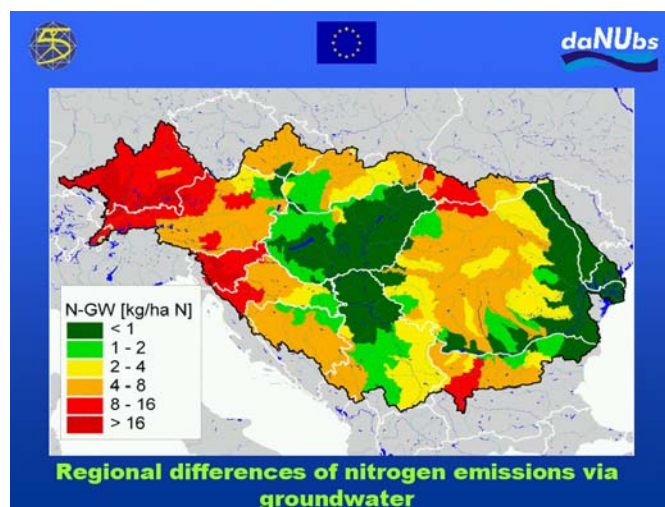 daNUbs
N-GW [kg/ha N]
< 1
1 - 2
2 - 4
4 - 8
8 - 16
> 16
Regional differences of nitrogen emissions via
groundwater